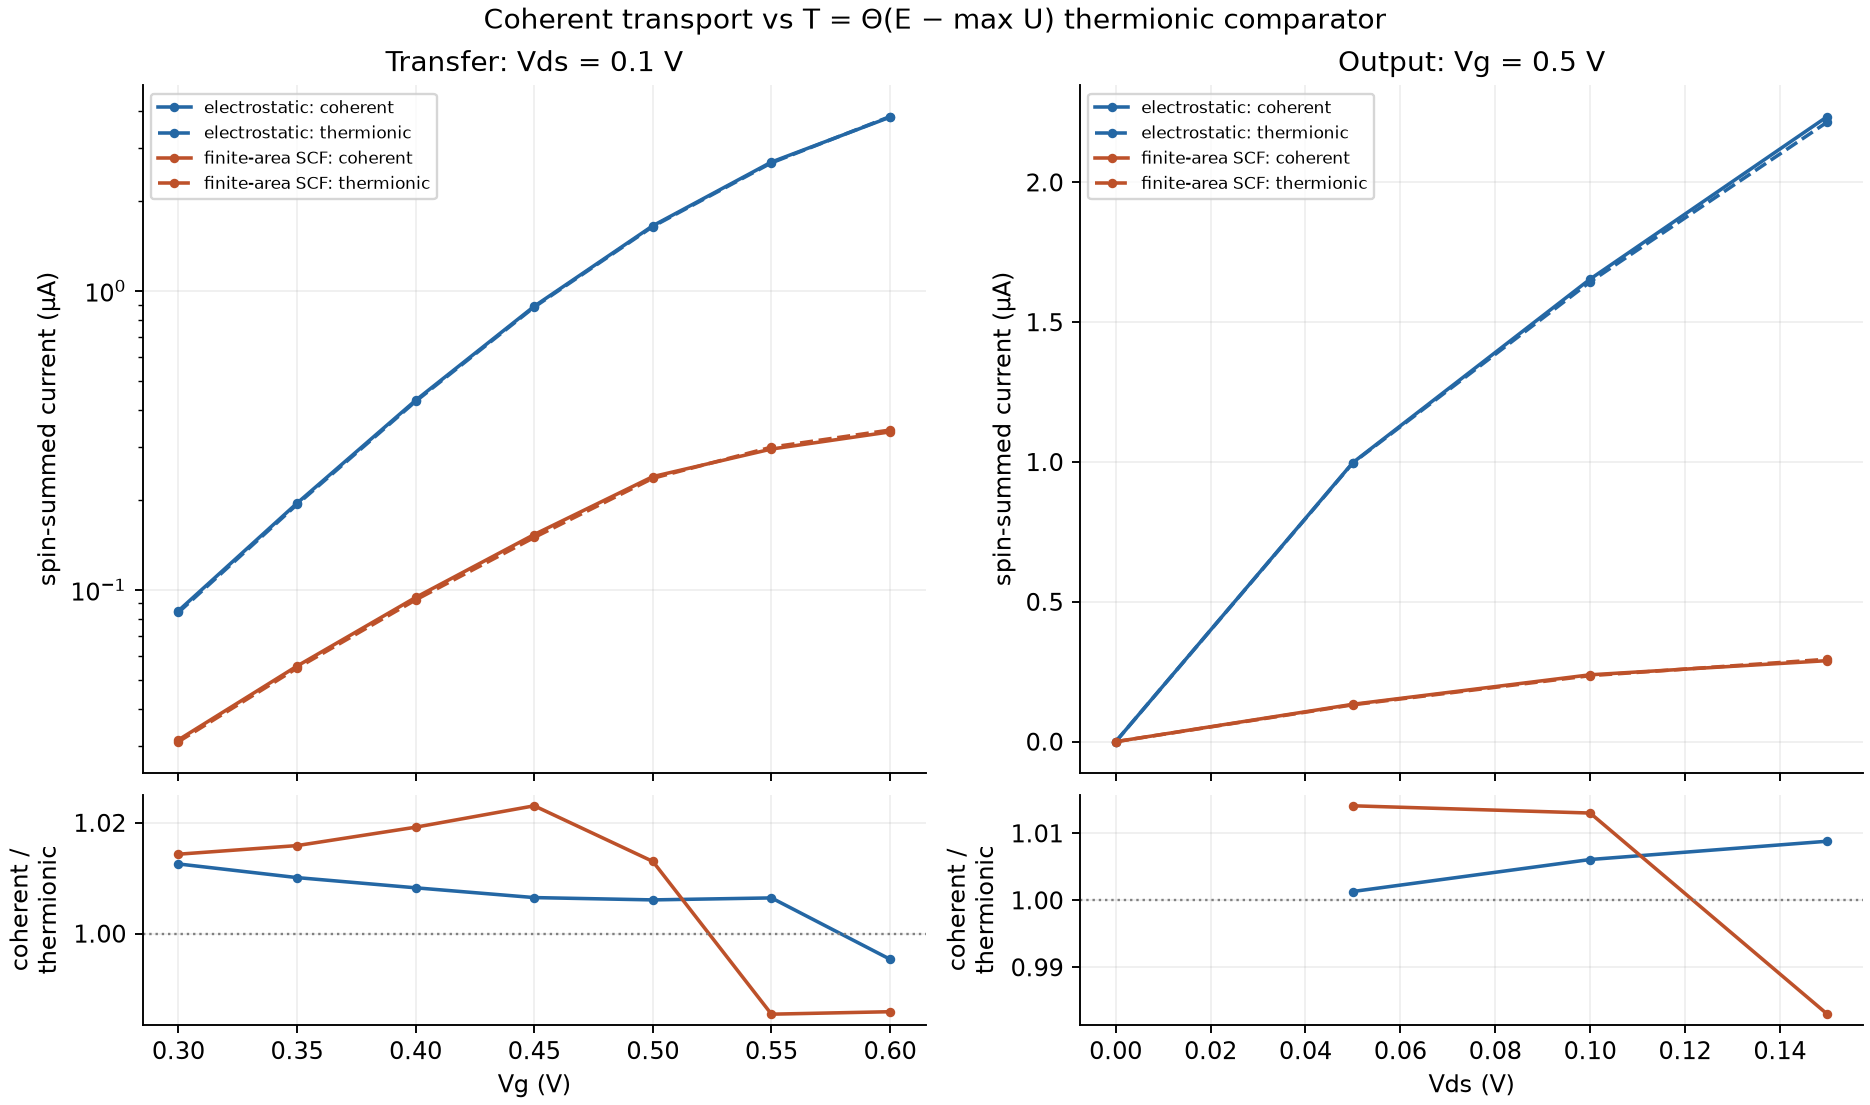 Coherent transport vs T = Θ(E − max U) thermionic comparator
Transfer: Vds = 0.1 V
electrostatic: coherent
electrostatic: thermionic
finite-area SCF: coherent
finite-area SCF: thermionic
spin-summed current (μA)
10⁰
10⁻¹
coherent /
thermionic
1.02
1.00
0.30 0.35 0.40 0.45 0.50 0.55 0.60
Vg (V)
Output: Vg = 0.5 V
electrostatic: coherent
electrostatic: thermionic
finite-area SCF: coherent
finite-area SCF: thermionic
spin-summed current (μA)
2.0
1.5
1.0
0.5
0.0
coherent /
thermionic
1.01
1.00
0.99
0.00 0.02 0.04 0.06 0.08 0.10 0.12 0.14
Vds (V)